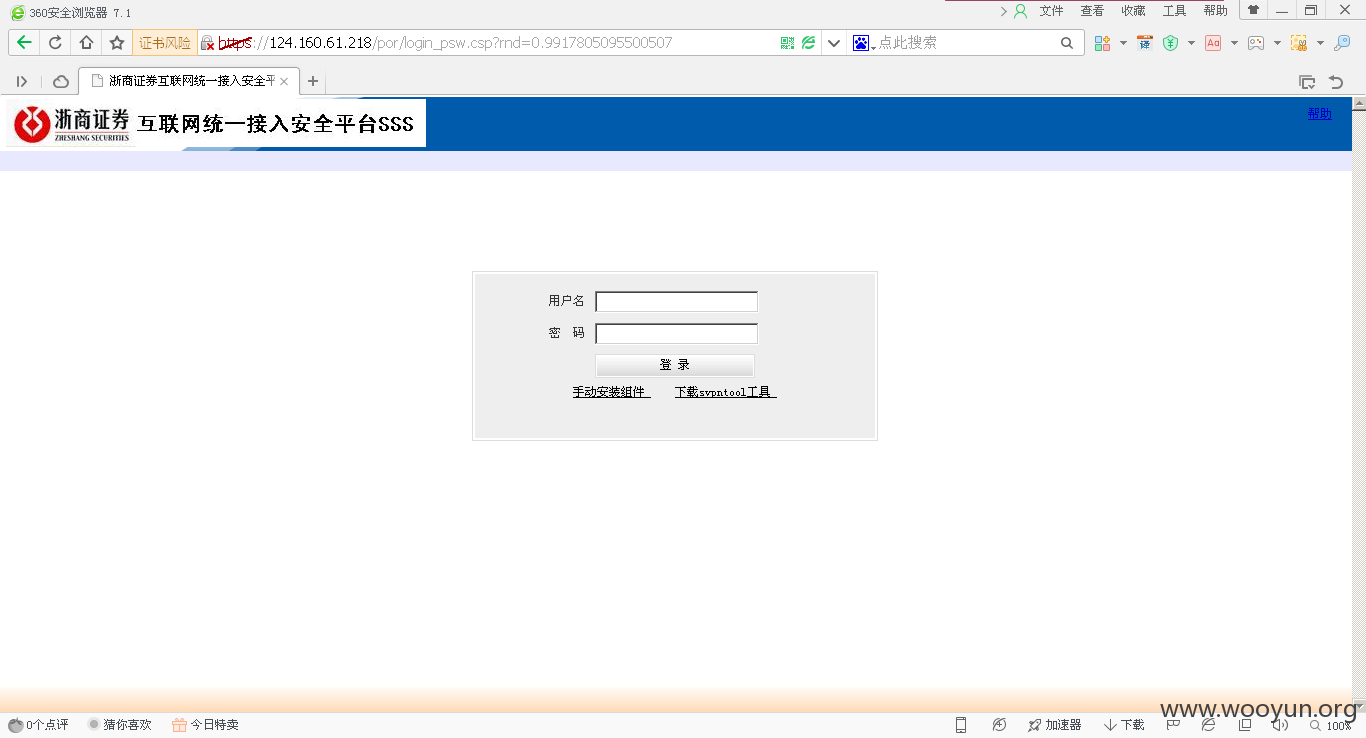 360安全浏览器 7.1
文件 查看 收藏 工具 帮助
证书风险 https://124.160.61.218/por/login_psw.csp?rnd=0.9917805095500507
点此搜索
译
Aa
浙商证券互联网统一接入安全平
浙商证券
ZHESHANG SECURITIES
互联网统一接入安全平台SSS
帮助
用户名
密 码
登 录
手动安装组件 下载svpntool工具
www.wooyun.org
0个点评 猜你喜欢 今日特卖
加速器 下载 100%